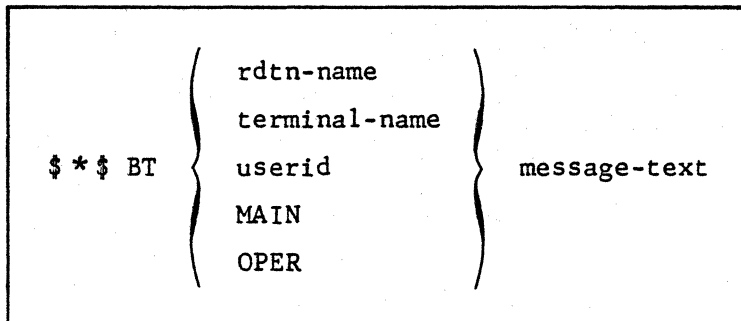 rdtn-name
terminal-name
$*$ BT userid message-text
MAIN
OPER